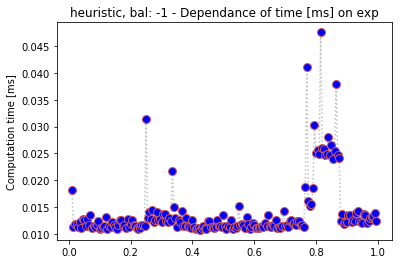 heuristic, bal: -1 - Dependance of time [ms] on exp
Computation time [ms]
0.045
0.040
0.035
0.030
0.025
0.020
0.015
0.010
0.0 0.2 0.4 0.6 0.8 1.0